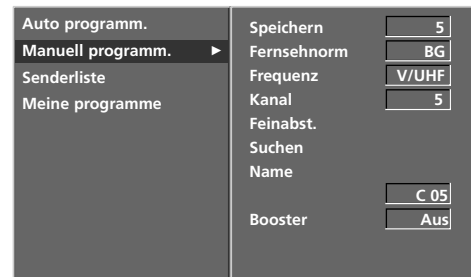 Auto programm.
Manuell programm. ►
Senderliste
Meine programme
Speichern 5
Fernsehnorm BG
Frequenz V/UHF
Kanal 5
Feinabst.
Suchen
Name
C 05
Booster Aus